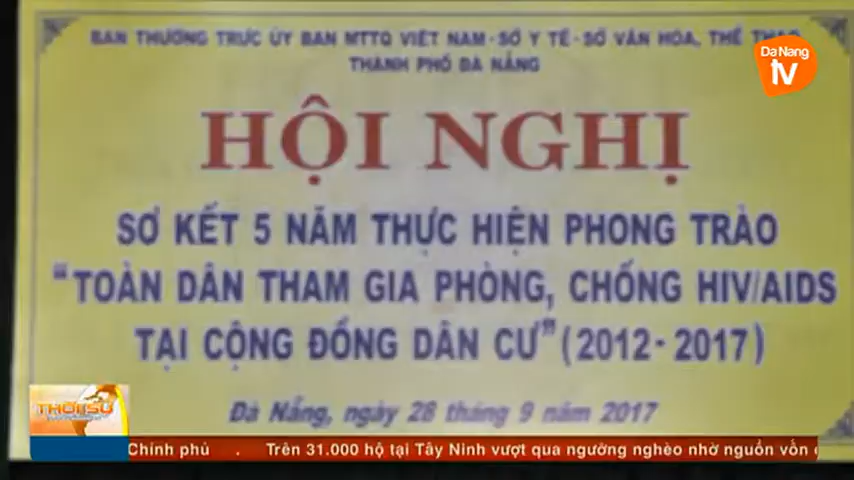 BAN THƯỜNG TRỰC ỦY BAN MTTQ VIỆT NAM - SỞ Y TẾ - SỞ VĂN HÓA, THỂ THAO
THÀNH PHỐ ĐÀ NẴNG
Da Nang
tv
HỘI NGHỊ
SƠ KẾT 5 NĂM THỰC HIỆN PHONG TRÀO
"TOÀN DÂN THAM GIA PHÒNG, CHỐNG HIV/AIDS
TẠI CỘNG ĐỒNG DÂN CƯ" (2012 - 2017)
Đà Nẵng, ngày 28 tháng 9 năm 2017
THỜI SỰ
Chính phủ . Trên 31.000 hộ tại Tây Ninh vượt qua ngưỡng nghèo nhờ nguồn vốn